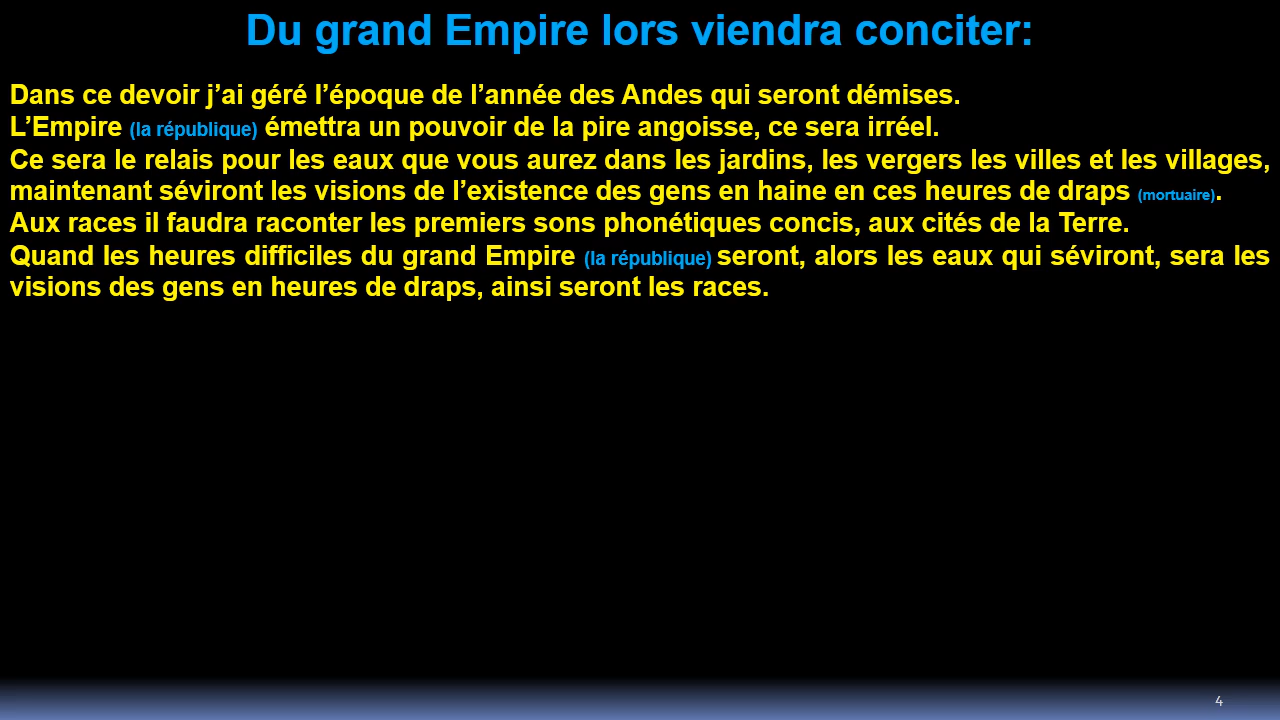 Du grand Empire lors viendra conciter:
Dans ce devoir j’ai géré l’époque de l’année des Andes qui seront démises.
L’Empire (la république) émettra un pouvoir de la pire angoisse, ce sera irréel.
Ce sera le relais pour les eaux que vous aurez dans les jardins, les vergers les villes et les villages,
maintenant séviront les visions de l’existence des gens en haine en ces heures de draps (mortuaire).
Aux races il faudra raconter les premiers sons phonétiques concis, aux cités de la Terre.
Quand les heures difficiles du grand Empire (la république) seront, alors les eaux qui séviront, sera les
visions des gens en heures de draps, ainsi seront les races.
4